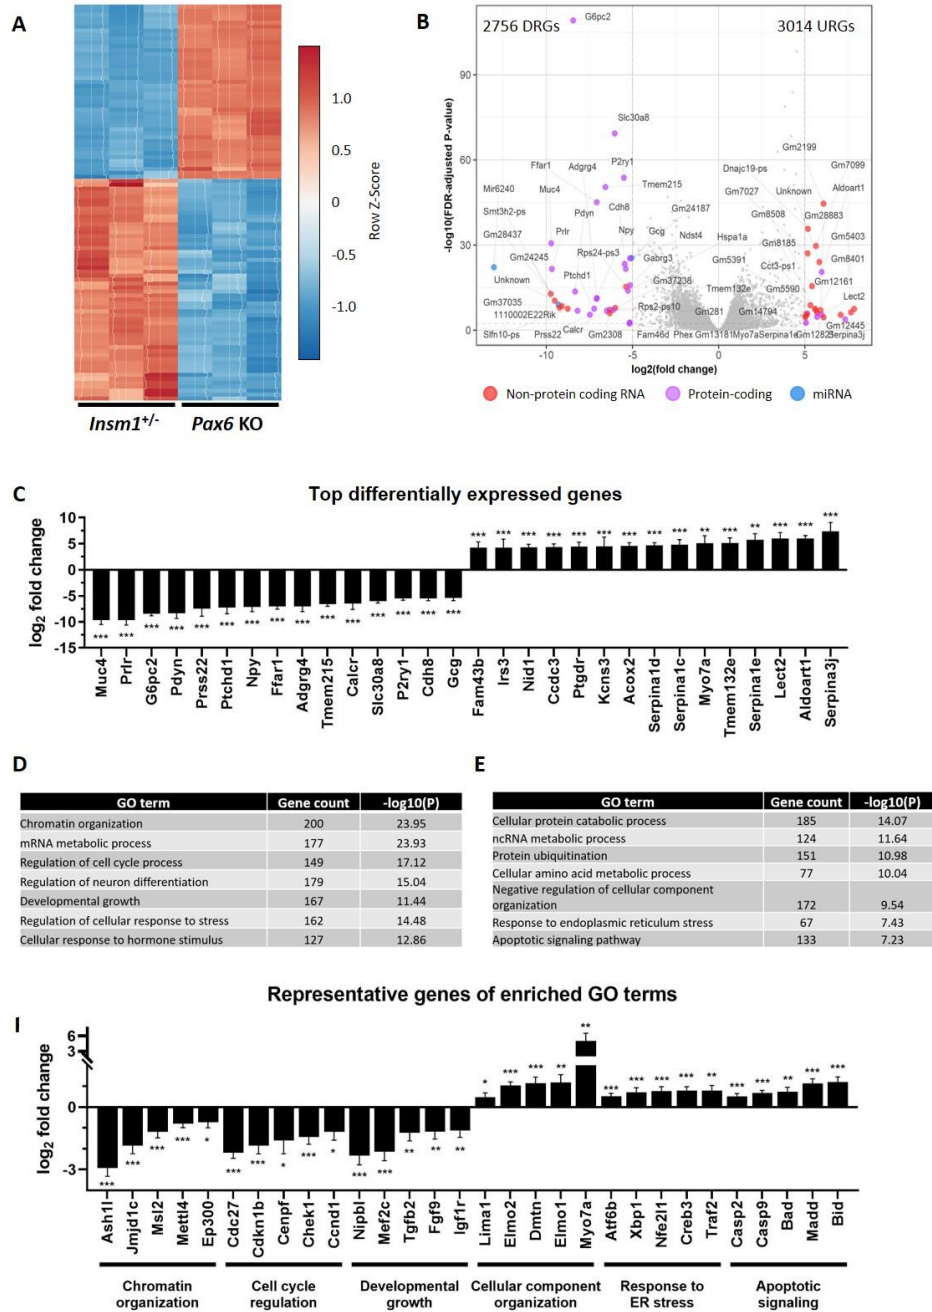 A
1.0
0.5
0
-0.5
-1.0
Row Z-Score
Insm1+/-
Pax6 KO
B
2756 DRGs
3014 URGs
G6pc2
90
Slc30a8
Gm2199
Ffar1
Adgrg4
P2ry1
Dnajc19-ps
Gm7099
60
Mir6240
Muc4
Tmem215
Gm7027
Unknown
Aldoart1
Smt3h2-ps
Pdyn
Cdh8
Gm24187
Gm8508
Gm28883
Gm28437
Prlr
Npy
Gcg
Ndst4
Hspa1a
Gm8185
Gm5403
30
Gm24245
Rps24-ps3
Gabrg3
Gm5391
Cct3-ps1
Gm8401
Unknown
Ptchd1
Gm37238
Tmem132e
Gm5590
Gm12161
Gm37035
1110002E22Rik
Rps2-ps10
Gm281
Gm14794
Lect2
Gm12445
Slfn10-ps
Prss22
Calcr
Gm2308
Fam46d
Phex
Gm13181
Myo7a
Serpina1e
Gm12825
Serpina3j
0
-10
-5
0
5
-log10(FDR-adjusted P-value)
log2(fold change)
Non-protein coding RNA
Protein-coding
miRNA
C
Top differentially expressed genes
log2 fold change
10
5
0
-5
-10
-15
*** *** *** *** *** *** *** *** *** *** *** *** *** *** ***
*** *** *** *** *** *** *** *** *** ** *** ** *** *** ***
Muc4
Prlr
G6pc2
Pdyn
Prss22
Ptchd1
Npy
Ffar1
Adgrg4
Tmem215
Calcr
Slc30a8
P2ry1
Cdh8
Gcg
Fam43b
Irs3
Nid1
Ccdc3
Ptgdr
Kcns3
Acox2
Serpina1d
Serpina1c
Myo7a
Tmem132e
Serpina1e
Lect2
Aldoart1
Serpina3j
D
GO term Gene count -log10(P)
Chromatin organization 200 23.95
mRNA metabolic process 177 23.93
Regulation of cell cycle process 149 17.12
Regulation of neuron differentiation 179 15.04
Developmental growth 167 11.44
Regulation of cellular response to stress 162 14.48
Cellular response to hormone stimulus 127 12.86
E
GO term Gene count -log10(P)
Cellular protein catabolic process 185 14.07
ncRNA metabolic process 124 11.64
Protein ubiquitination 151 10.98
Cellular amino acid metabolic process 77 10.04
Negative regulation of cellular component
organization 172 9.54
Response to endoplasmic reticulum stress 67 7.43
Apoptotic signaling pathway 133 7.23
Representative genes of enriched GO terms
log2 fold change
6
3
0
-3
*** *** *** *** * *** *** * *** * *** *** ** ** **
* *** *** ** ** *** *** *** *** ** *** *** ** *** ***
Ash1l
Jmjd1c
Msl2
Mettl4
Ep300
Cdc27
Cdkn1b
Cenpf
Chek1
Ccnd1
Nipbl
Mef2c
Tgfb2
Fgf9
Igf1r
Lima1
Elmo2
Dmtn
Elmo1
Myo7a
Atf6b
Xbp1
Nfe2l1
Creb3
Traf2
Casp2
Casp9
Bad
Madd
Bid
Chromatin
organization
Cell cycle
regulation
Developmental
growth
Cellular component
organization
Response to
ER stress
Apoptotic
signaling